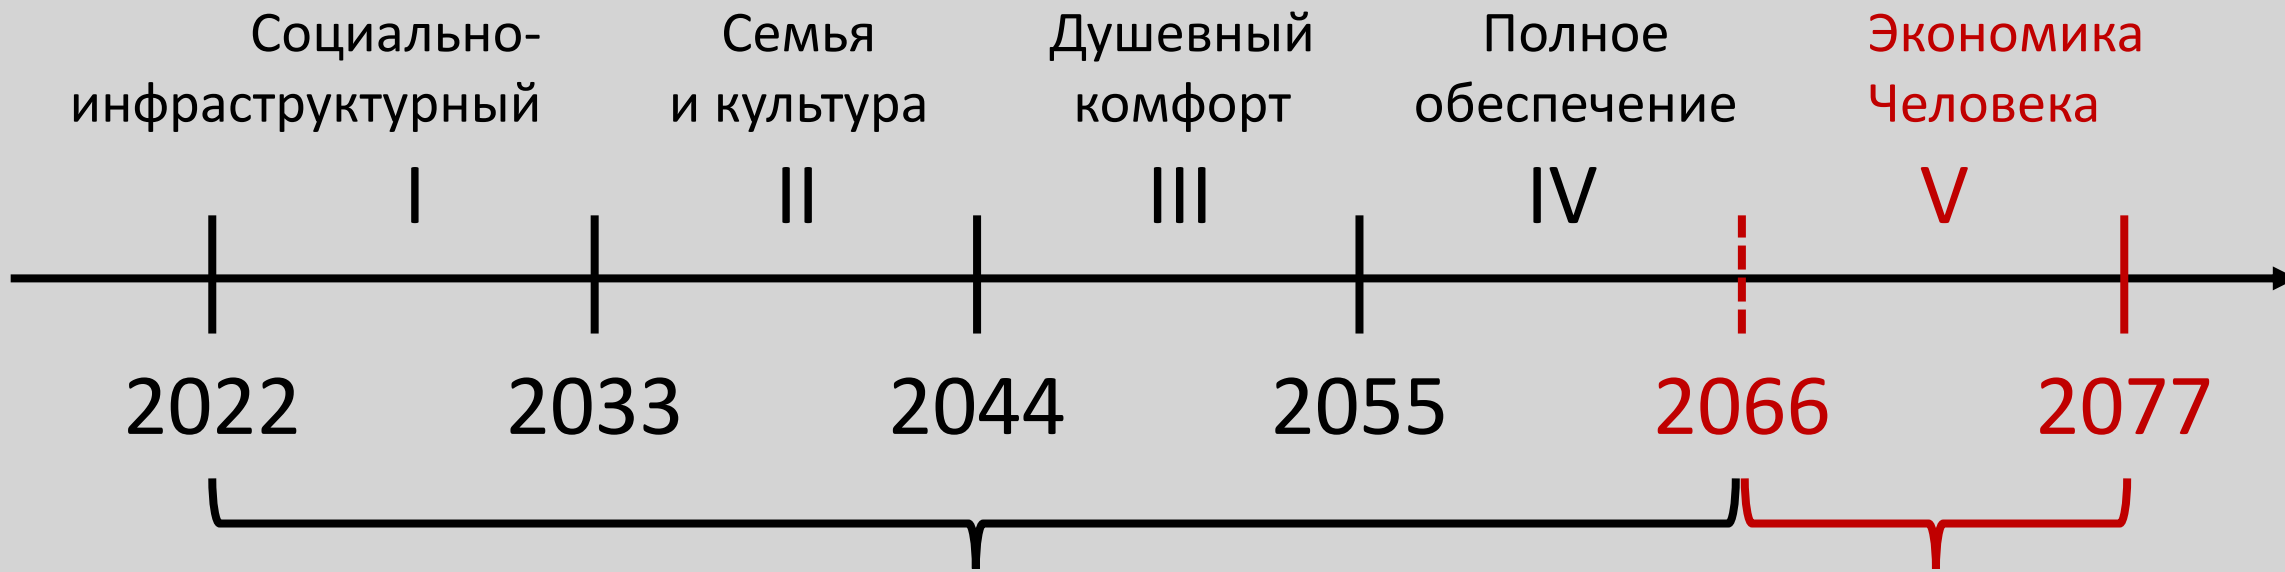 Социально-
инфраструктурный
Семья
и культура
Душевный
комфорт
Полное
обеспечение
Экономика
Человека
I
II
III
IV
V
2022
2033
2044
2055
2066
2077